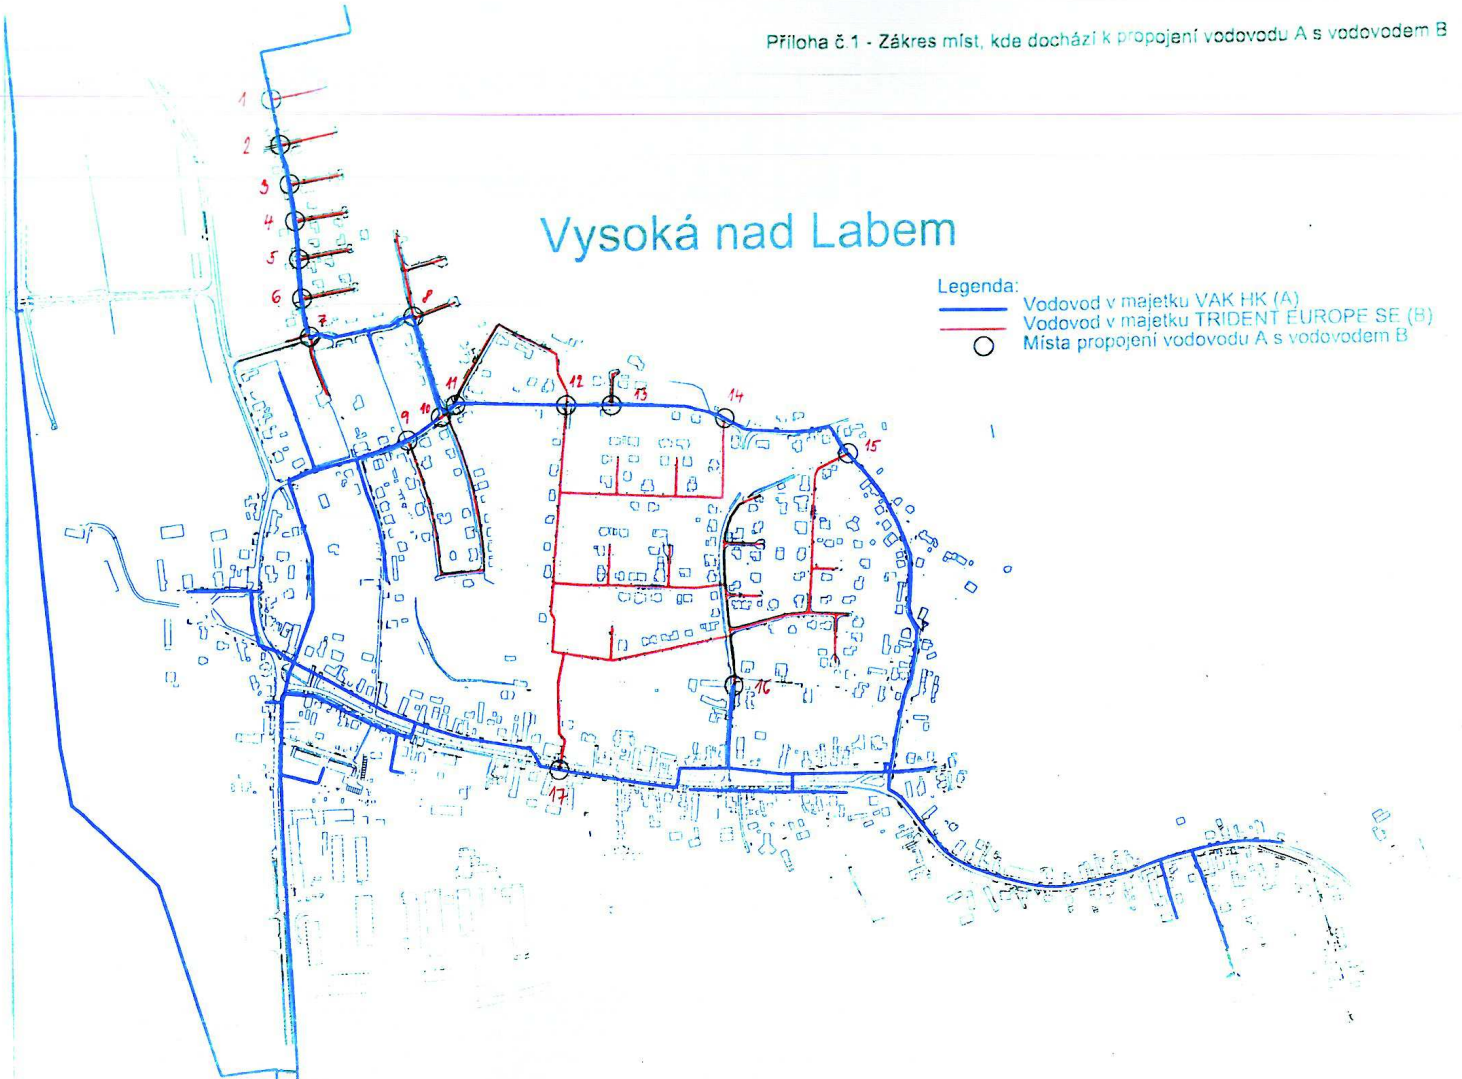 Příloha č.1 - Zákres míst, kde dochází k propojení vodovodu A s vodovodem B
1
2
3
4
5
6
7
8
Vysoká nad Labem
Legenda:
Vodovod v majetku VAK HK (A)
Vodovod v majetku TRIDENT EUROPE SE (B)
Místa propojení vodovodu A s vodovodem B
9
10
11
12
13
14
15
16
17